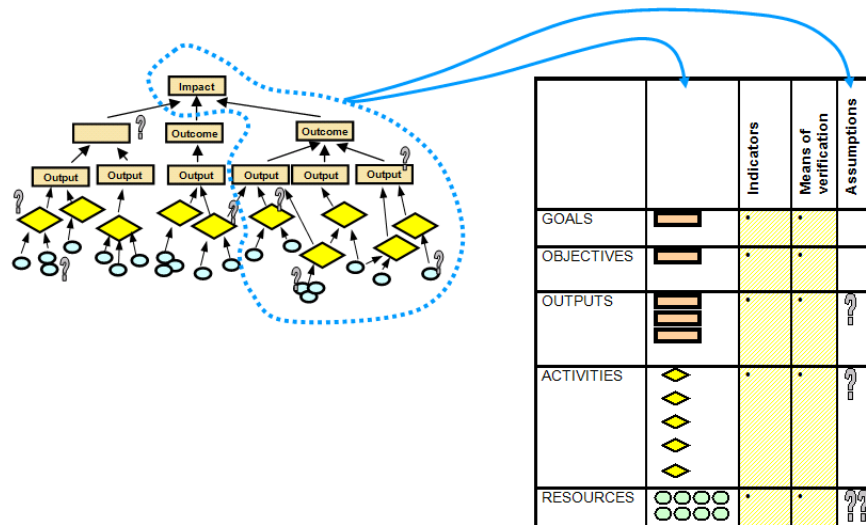 Impact
Outcome
Outcome
Output
Output
Output
Output
Output
Output
?
?
?
?
?
?
?
?
Indicators
Means of
verification
Assumptions
GOALS
OBJECTIVES
OUTPUTS
?
ACTIVITIES
?
RESOURCES
??